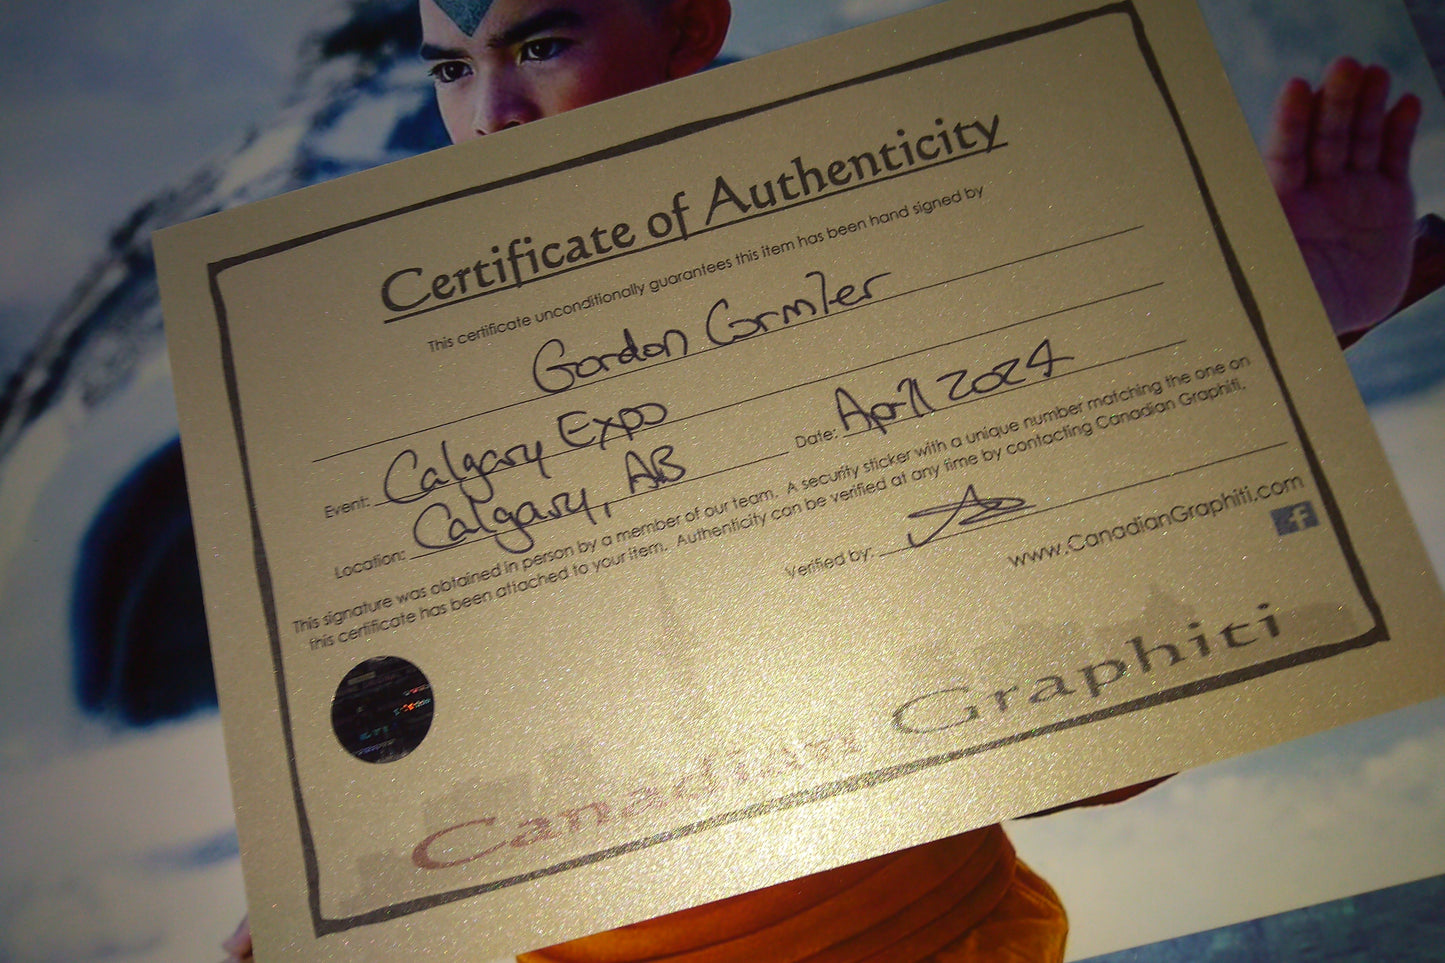 Certificate of Authenticity
This certificate unconditionally guarantees this item has been hand signed by
Gordon Cormier
Event: Calgary Expo
Date: April 2024
Location: Calgary, AB
This signature was obtained in person by a member of our team. A security sticker with a unique number matching the one on
this certificate has been attached to your item. Authenticity can be verified at any time by contacting Canadian Graphiti.
Verified by:
www.CanadianGraphiti.com
f
Canadian Graphiti